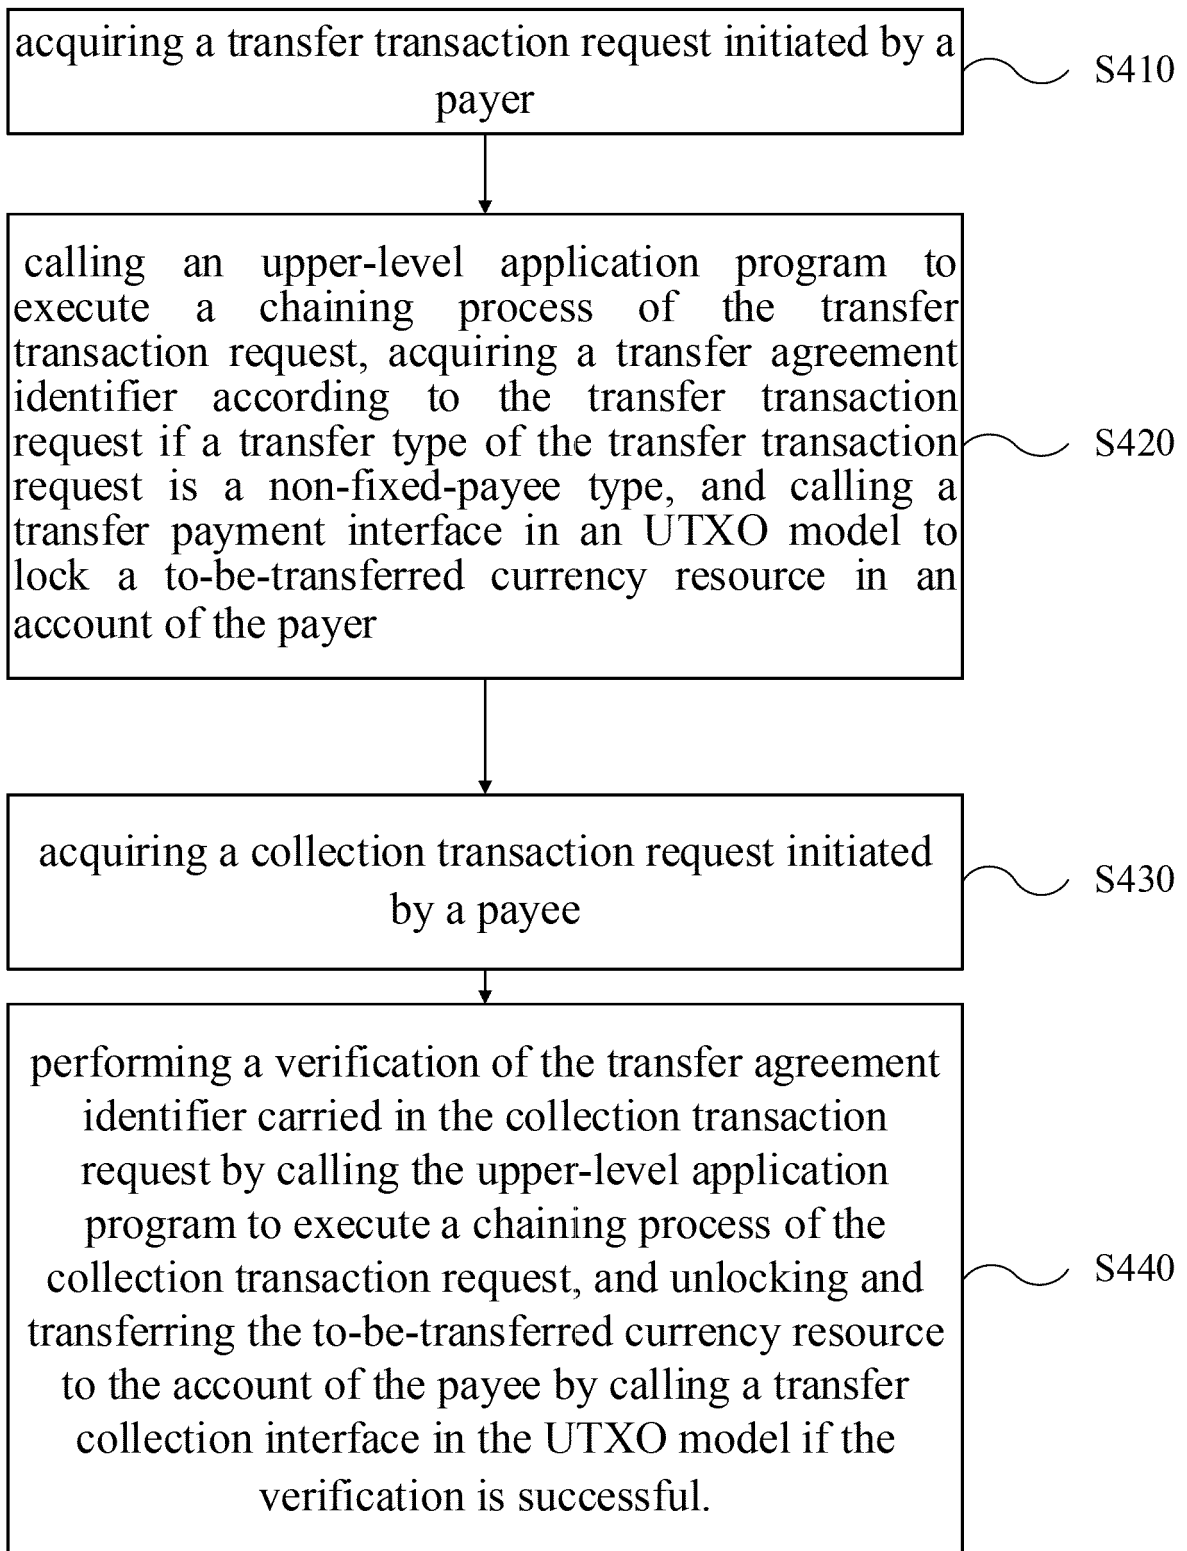 acquiring a transfer transaction request initiated by a
payer
S410
calling an upper-level application program to
execute a chaining process of the transfer
transaction request, acquiring a transfer agreement
identifier according to the transfer transaction
request if a transfer type of the transfer transaction
request is a non-fixed-payee type, and calling a
transfer payment interface in an UTXO model to
lock a to-be-transferred currency resource in an
account of the payer
S420
acquiring a collection transaction request initiated
by a payee
S430
performing a verification of the transfer agreement
identifier carried in the collection transaction
request by calling the upper-level application
program to execute a chaining process of the
collection transaction request, and unlocking and
transferring the to-be-transferred currency resource
to the account of the payee by calling a transfer
collection interface in the UTXO model if the
verification is successful.
S440